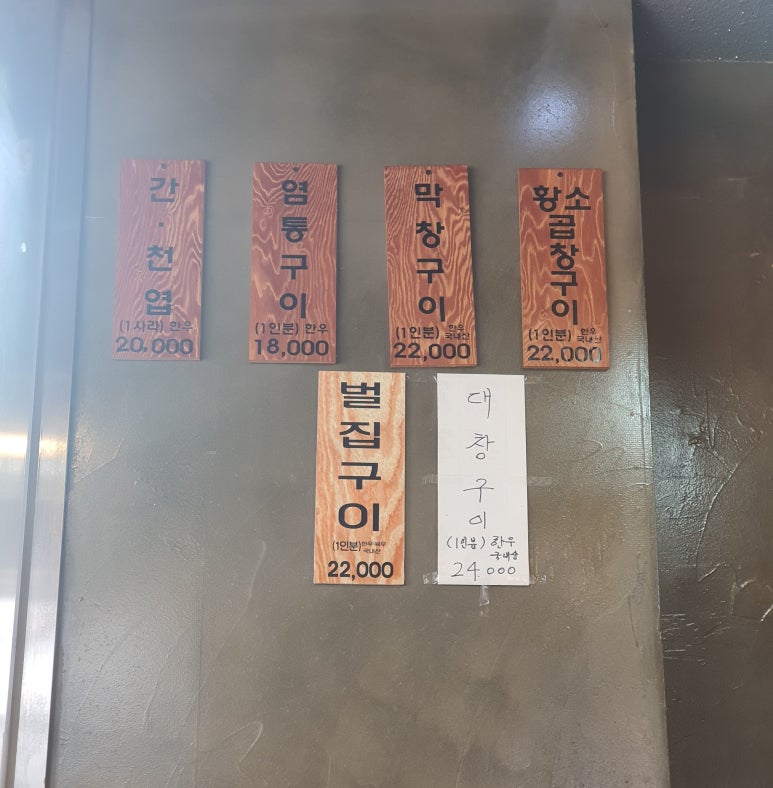 간·천엽
(1사라) 한우
20,000
염통구이
(1인분) 한우
18,000
막창구이
(1인분) 한우 국내산
22,000
황소곱창구이
(1인분) 한우 국내산
22,000
벌집구이
(1인분) 한우·육우 국내산
22,000
대창구이
(1인분) 한우 국내산
24.000